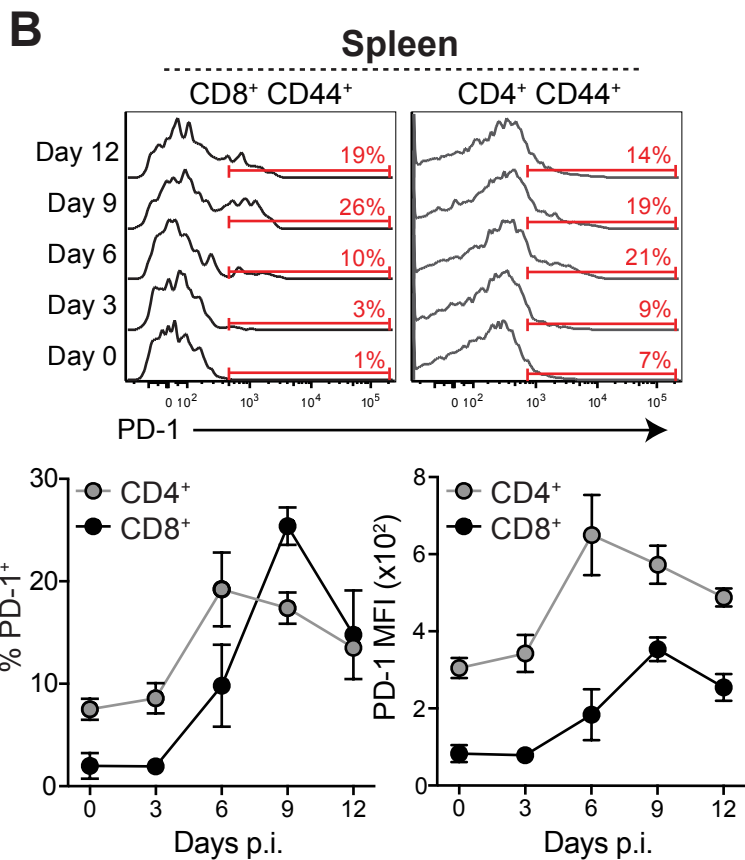 B
Spleen
CD8⁺ CD44⁺
CD4⁺ CD44⁺
Day 12
19%
14%
Day 9
26%
19%
Day 6
10%
21%
Day 3
3%
9%
Day 0
1%
7%
0 10² 10³ 10⁴ 10⁵
0 10² 10³ 10⁴ 10⁵
PD-1
% PD-1⁺
30
20
10
0
CD4⁺
CD8⁺
0 3 6 9 12
Days p.i.
PD-1 MFI (x10²)
8
6
4
2
0
CD4⁺
CD8⁺
0 3 6 9 12
Days p.i.